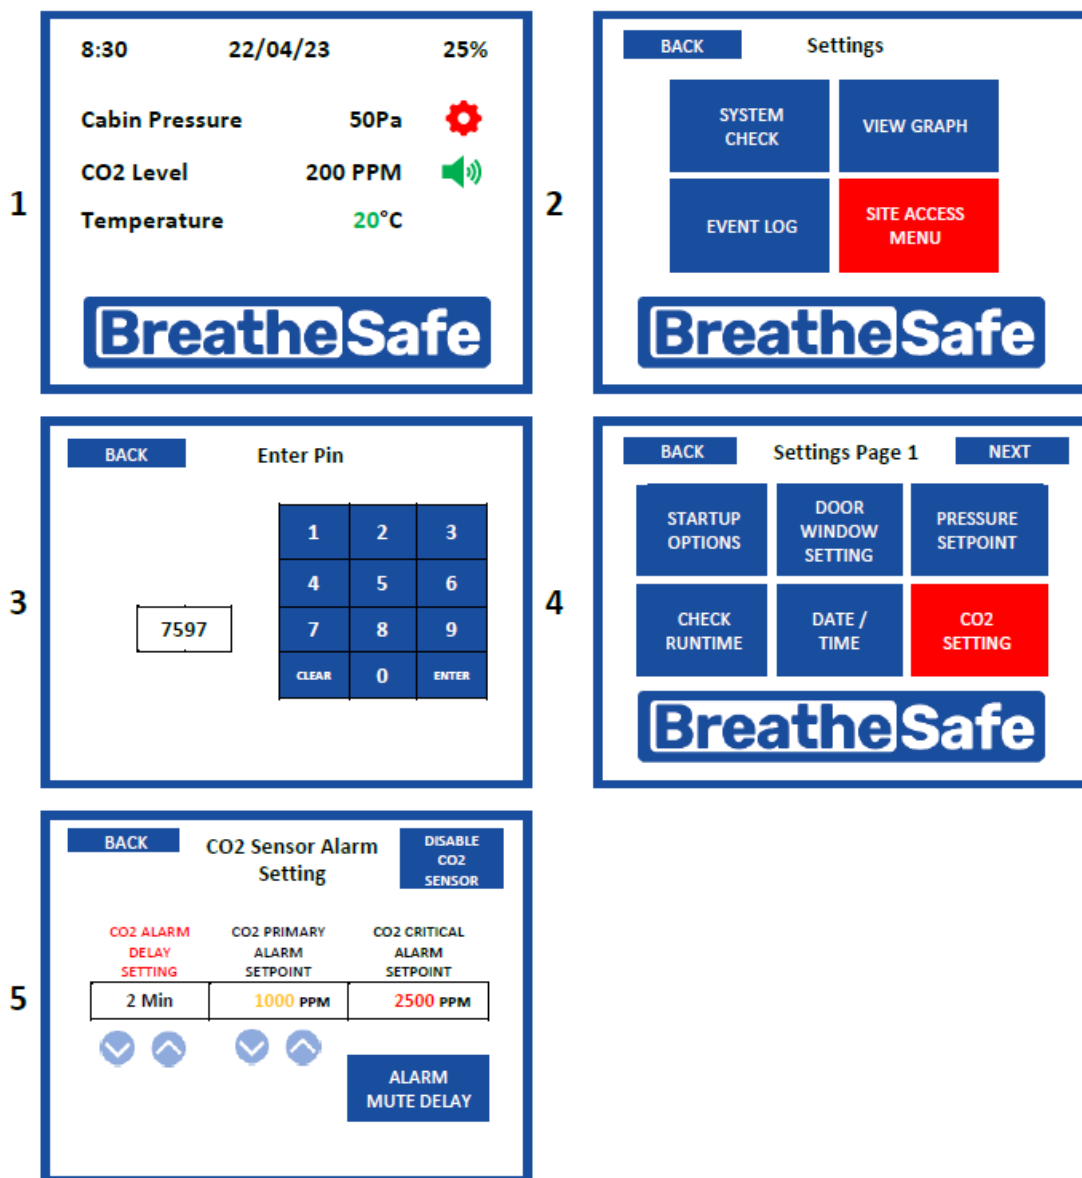 1
8:30 22/04/23 25%
Cabin Pressure 50Pa
CO2 Level 200 PPM
Temperature 20°C
BreatheSafe
2
BACK Settings
SYSTEM
CHECK
VIEW GRAPH
EVENT LOG
SITE ACCESS
MENU
BreatheSafe
3
BACK Enter Pin
7597
1 2 3
4 5 6
7 8 9
CLEAR 0 ENTER
4
BACK Settings Page 1 NEXT
STARTUP
OPTIONS
DOOR
WINDOW
SETTING
PRESSURE
SETPOINT
CHECK
RUNTIME
DATE /
TIME
CO2
SETTING
BreatheSafe
5
BACK
CO2 Sensor Alarm
Setting
DISABLE
CO2
SENSOR
CO2 ALARM
DELAY
SETTING
CO2 PRIMARY
ALARM
SETPOINT
CO2 CRITICAL
ALARM
SETPOINT
2 Min 1000 PPM 2500 PPM
ALARM
MUTE DELAY